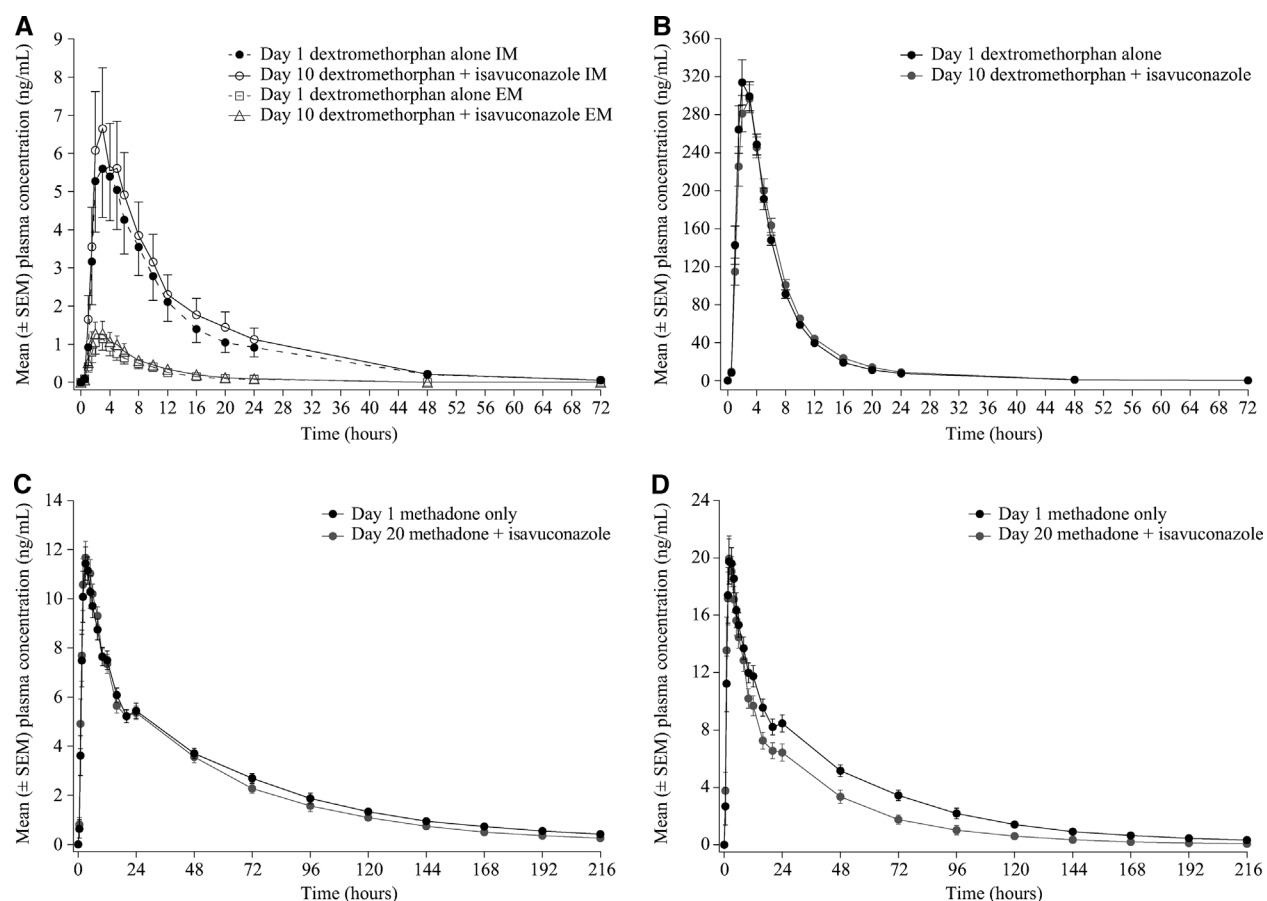 A
Mean (± SEM) plasma concentration (ng/mL)
9
8
7
6
5
4
3
2
1
0
Day 1 dextromethorphan alone IM
Day 10 dextromethorphan + isavuconazole IM
Day 1 dextromethorphan alone EM
Day 10 dextromethorphan + isavuconazole EM
0 4 8 12 16 20 24 28 32 36 40 44 48 52 56 60 64 68 72
Time (hours)
B
Mean (± SEM) plasma concentration (ng/mL)
360
320
280
240
200
160
120
80
40
0
Day 1 dextromethorphan alone
Day 10 dextromethorphan + isavuconazole
0 4 8 12 16 20 24 28 32 36 40 44 48 52 56 60 64 68 72
Time (hours)
C
Mean (± SEM) plasma concentration (ng/mL)
14
12
10
8
6
4
2
0
Day 1 methadone only
Day 20 methadone + isavuconazole
0 24 48 72 96 120 144 168 192 216
Time (hours)
D
Mean (± SEM) plasma concentration (ng/mL)
24
20
16
12
8
4
0
Day 1 methadone only
Day 20 methadone + isavuconazole
0 24 48 72 96 120 144 168 192 216
Time (hours)